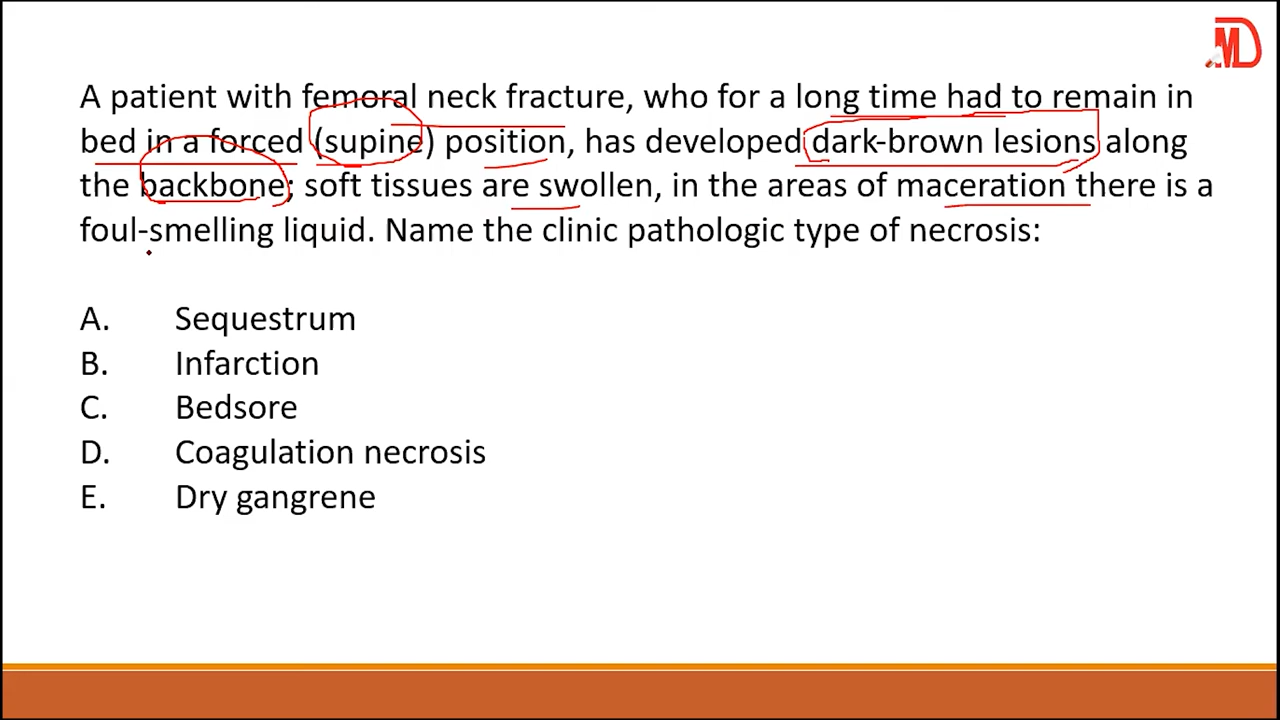 MD
A patient with femoral neck fracture, who for a long time had to remain in
bed in a forced (supine) position, has developed dark-brown lesions along
the backbone; soft tissues are swollen, in the areas of maceration there is a
foul-smelling liquid. Name the clinic pathologic type of necrosis:
A. Sequestrum
B. Infarction
C. Bedsore
D. Coagulation necrosis
E. Dry gangrene